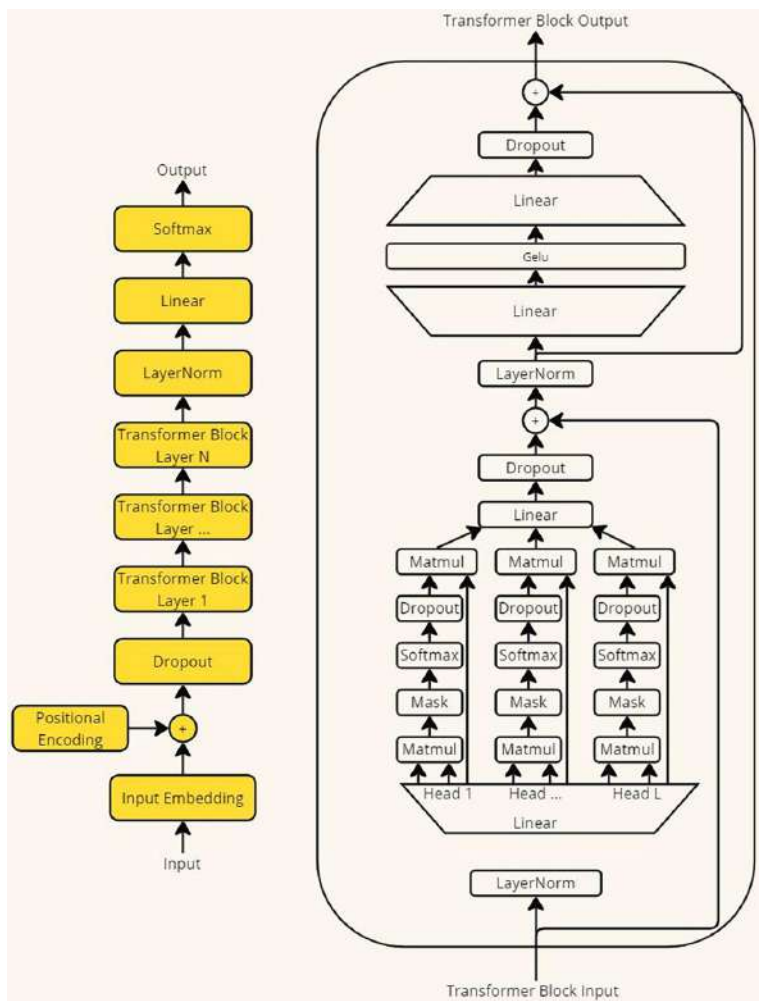 Transformer Block Output
+
Dropout
Linear
Gelu
Linear
LayerNorm
+
Dropout
Linear
Matmul Matmul Matmul
Dropout Dropout Dropout
Softmax Softmax Softmax
Mask Mask Mask
Matmul Matmul Matmul
Head 1 Head ... Head L
Linear
LayerNorm
Transformer Block Input
Output
Softmax
Linear
LayerNorm
Transformer Block
Layer N
Transformer Block
Layer ...
Transformer Block
Layer 1
Dropout
Positional
Encoding
+
Input Embedding
Input